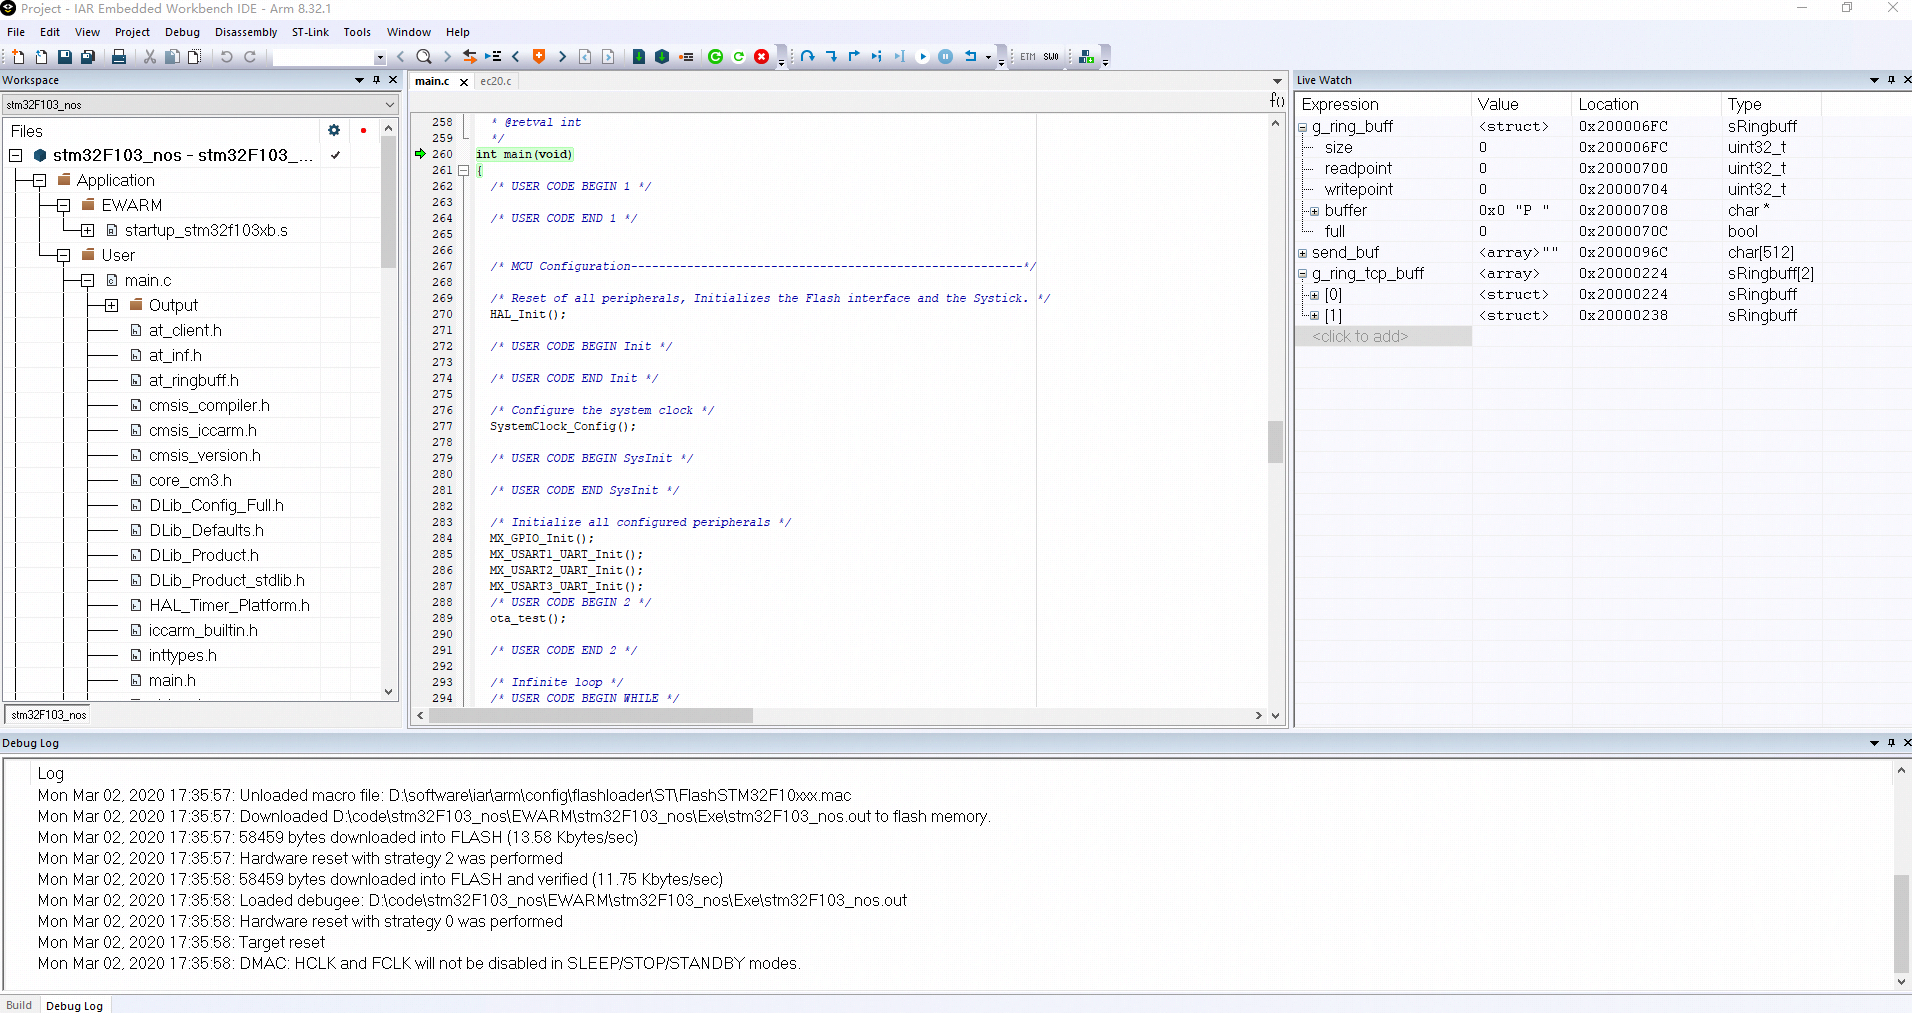 Project - IAR Embedded Workbench IDE - Arm 8.32.1
File Edit View Project Debug Disassembly ST-Link Tools Window Help
ETM SWO
Workspace
stm32F103_nos
Files
stm32F103_nos - stm32F103_...
Application
EWARM
startup_stm32f103xb.s
User
main.c
Output
at_client.h
at_inf.h
at_ringbuff.h
cmsis_compiler.h
cmsis_iccarm.h
cmsis_version.h
core_cm3.h
DLib_Config_Full.h
DLib_Defaults.h
DLib_Product.h
DLib_Product_stdlib.h
HAL_Timer_Platform.h
iccarm_builtin.h
inttypes.h
main.h
stm32F103_nos
main.c ec20.c
f()
258 * @retval int
259 */
260 int main(void)
261 {
262 /* USER CODE BEGIN 1 */
263
264 /* USER CODE END 1 */
265
266
267 /* MCU Configuration--------------------------------------------------------*/
268
269 /* Reset of all peripherals, Initializes the Flash interface and the Systick. */
270 HAL_Init();
271
272 /* USER CODE BEGIN Init */
273
274 /* USER CODE END Init */
275
276 /* Configure the system clock */
277 SystemClock_Config();
278
279 /* USER CODE BEGIN SysInit */
280
281 /* USER CODE END SysInit */
282
283 /* Initialize all configured peripherals */
284 MX_GPIO_Init();
285 MX_USART1_UART_Init();
286 MX_USART2_UART_Init();
287 MX_USART3_UART_Init();
288 /* USER CODE BEGIN 2 */
289 ota_test();
290
291 /* USER CODE END 2 */
292
293 /* Infinite loop */
294 /* USER CODE BEGIN WHILE */
Live Watch
Expression Value Location Type
g_ring_buff <struct> 0x200006FC sRingbuff
size 0 0x200006FC uint32_t
readpoint 0 0x20000700 uint32_t
writepoint 0 0x20000704 uint32_t
buffer 0x0 "P " 0x20000708 char *
full 0 0x2000070C bool
send_buf <array>"" 0x2000096C char[512]
g_ring_tcp_buff <array> 0x20000224 sRingbuff[2]
[0] <struct> 0x20000224 sRingbuff
[1] <struct> 0x20000238 sRingbuff
<click to add>
Debug Log
Log
Mon Mar 02, 2020 17:35:57: Unloaded macro file: D:\software\iar\arm\config\flashloader\ST\FlashSTM32F10xxx.mac
Mon Mar 02, 2020 17:35:57: Downloaded D:\code\stm32F103_nos\EWARM\stm32F103_nos\Exe\stm32F103_nos.out to flash memory.
Mon Mar 02, 2020 17:35:57: 58459 bytes downloaded into FLASH (13.58 Kbytes/sec)
Mon Mar 02, 2020 17:35:57: Hardware reset with strategy 2 was performed
Mon Mar 02, 2020 17:35:58: 58459 bytes downloaded into FLASH and verified (11.75 Kbytes/sec)
Mon Mar 02, 2020 17:35:58: Loaded debugee: D:\code\stm32F103_nos\EWARM\stm32F103_nos\Exe\stm32F103_nos.out
Mon Mar 02, 2020 17:35:58: Hardware reset with strategy 0 was performed
Mon Mar 02, 2020 17:35:58: Target reset
Mon Mar 02, 2020 17:35:58: DMAC: HCLK and FCLK will not be disabled in SLEEP/STOP/STANDBY modes.
Build Debug Log